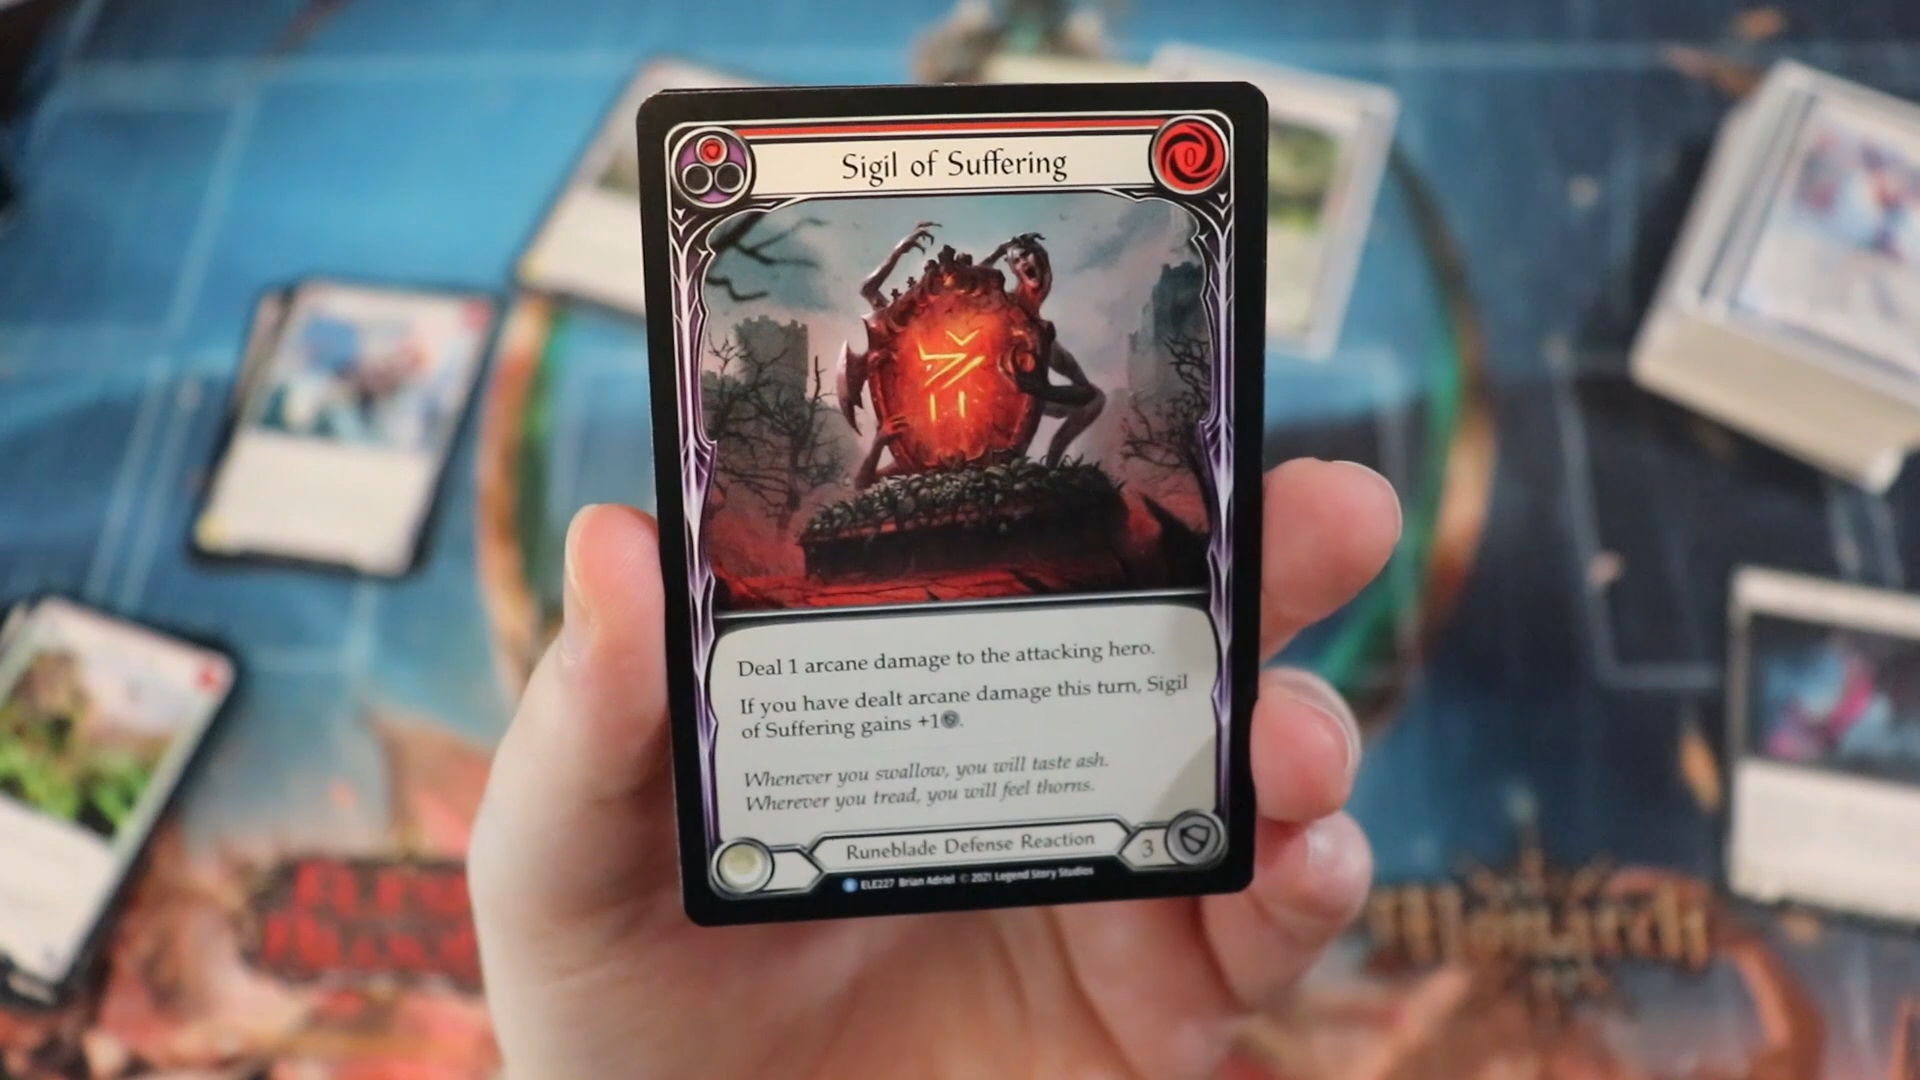 Sigil of Suffering
0
Deal 1 arcane damage to the attacking hero.
If you have dealt arcane damage this turn, Sigil
of Suffering gains +1.
Whenever you swallow, you will taste ash.
Wherever you tread, you will feel thorns.
Runeblade Defense Reaction
3
R ELE227 Brian Adriel © 2021 Legend Story Studios
Monarch